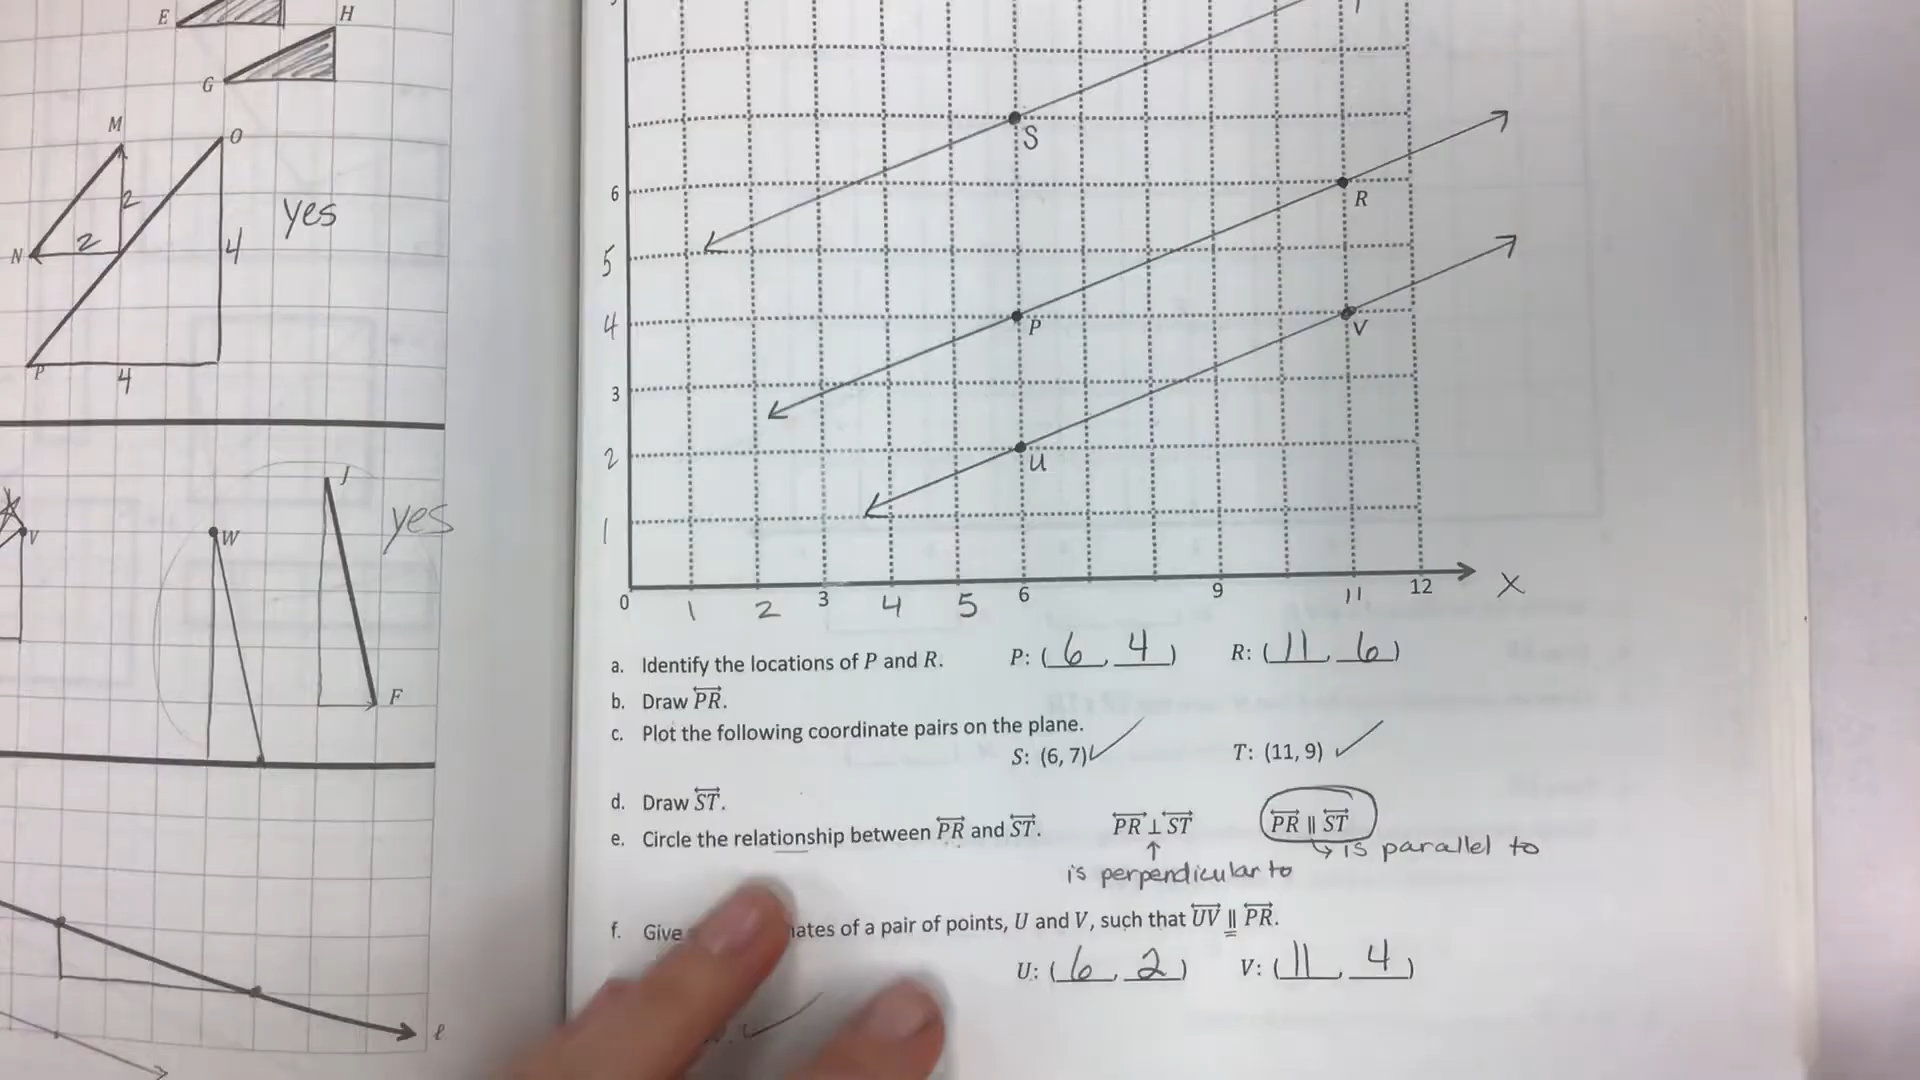 E
H
G
M
O
2
yes
N
2
4
P
4
J
yes
V
W
F
ℓ
S
6
R
5
4
P
V
3
2
U
1
0 1 2 3 4 5 6 9 11 12 X
a. Identify the locations of P and R. P: (6, 4) R: (11, 6)
b. Draw PR.
c. Plot the following coordinate pairs on the plane.
S: (6, 7) T: (11, 9)
d. Draw ST.
e. Circle the relationship between PR and ST. PR ⊥ ST PR ∥ ST
is parallel to
is perpendicular to
f. Give of a pair of points, U and V, such that UV ∥ PR.
U: (6, 2) V: (11, 4)